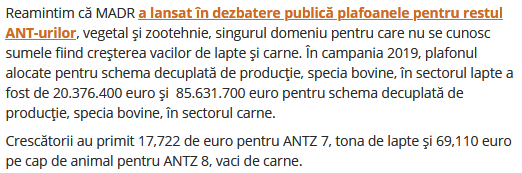 Reamintim că MADR a lansat în dezbatere publică plafoanele pentru restul
ANT-urilor, vegetal şi zootehnie, singurul domeniu pentru care nu se cunosc
sumele fiind creşterea vacilor de lapte şi carne. În campania 2019, plafonul
alocate pentru schema decuplată de producţie, specia bovine, în sectorul lapte a
fost de 20.376.400 euro şi  85.631.700 euro pentru schema decuplată de
producţie, specia bovine, în sectorul carne.
Crescătorii au primit 17,722 de euro pentru ANTZ 7, tona de lapte şi 69,110 euro
pe cap de animal pentru ANTZ 8, vaci de carne.